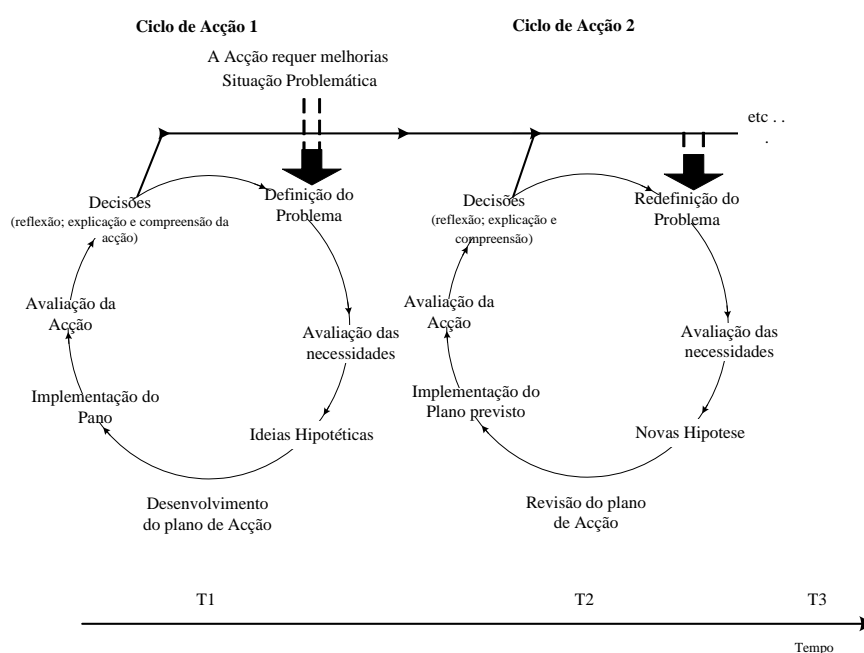 Ciclo de Acção 1
Ciclo de Acção 2
A Acção requer melhorias
Situação Problemática
etc . .
.
Decisões
(reflexão; explicação e compreensão da
acção)
Definição do
Problema
Avaliação da
Acção
Avaliação das
necessidades
Implementação do
Pano
Ideias Hipotéticas
Desenvolvimento
do plano de Acção
Decisões
(reflexão; explicação e
compreensão)
Redefinição do
Problema
Avaliação da
Acção
Avaliação das
necessidades
Implementação do
Plano previsto
Novas Hipotese
Revisão do plano
de Acção
T1
T2
T3
Tempo